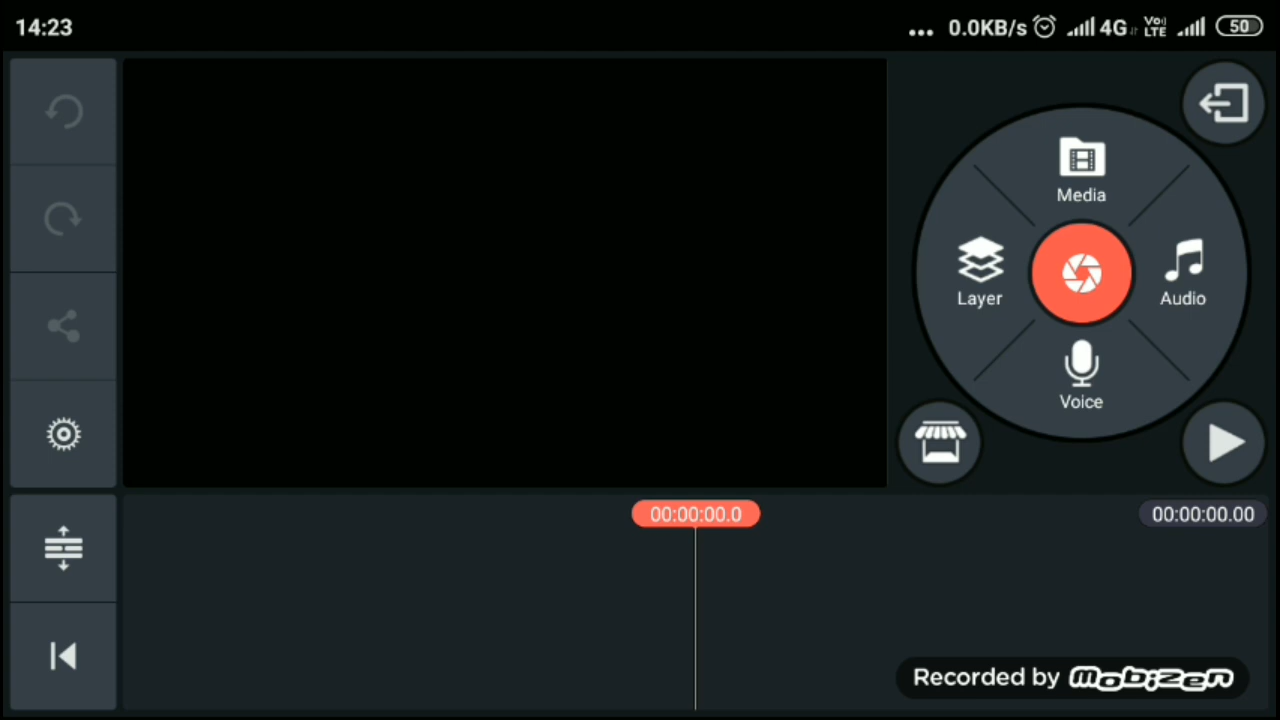 14:23
... 0.0KB/s 4G Vo) LTE 50
Media
Layer
Audio
Voice
00:00:00.0
00:00:00.00
Recorded by mobizen